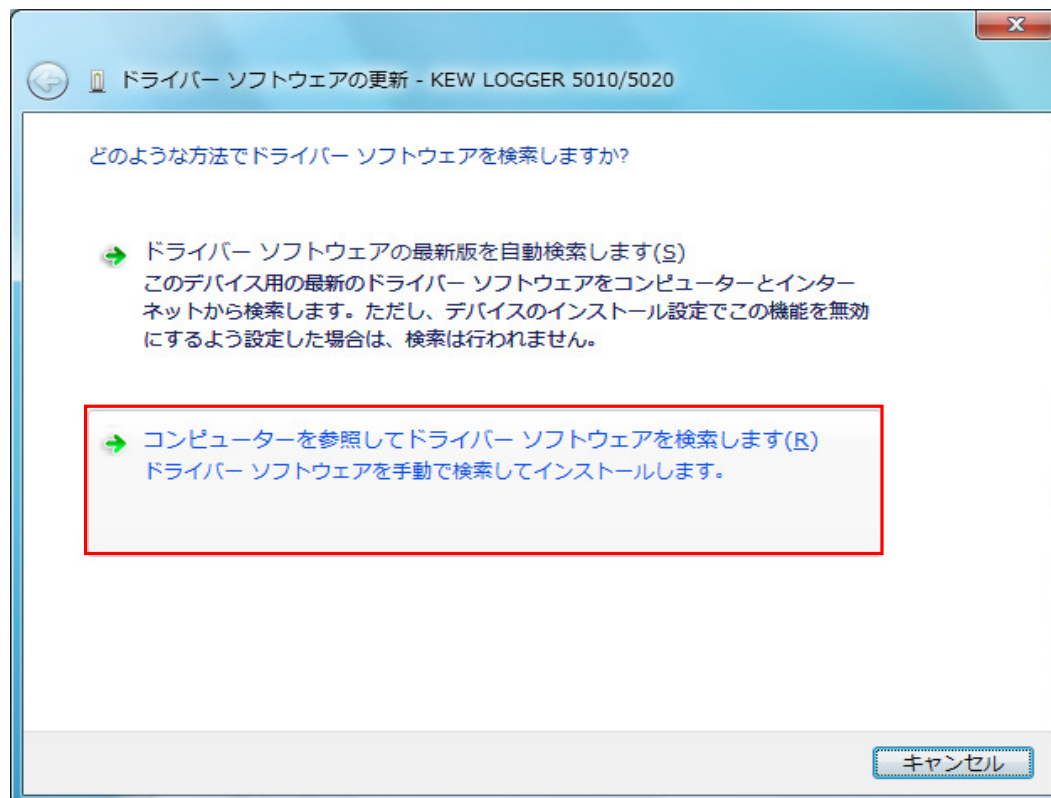 ドライバー ソフトウェアの更新 - KEW LOGGER 5010/5020
どのような方法でドライバー ソフトウェアを検索しますか?
ドライバー ソフトウェアの最新版を自動検索します(S)
このデバイス用の最新のドライバー ソフトウェアをコンピューターとインター
ネットから検索します。ただし、デバイスのインストール設定でこの機能を無効
にするよう設定した場合は、検索は行われません。
コンピューターを参照してドライバー ソフトウェアを検索します(R)
ドライバー ソフトウェアを手動で検索してインストールします。
キャンセル